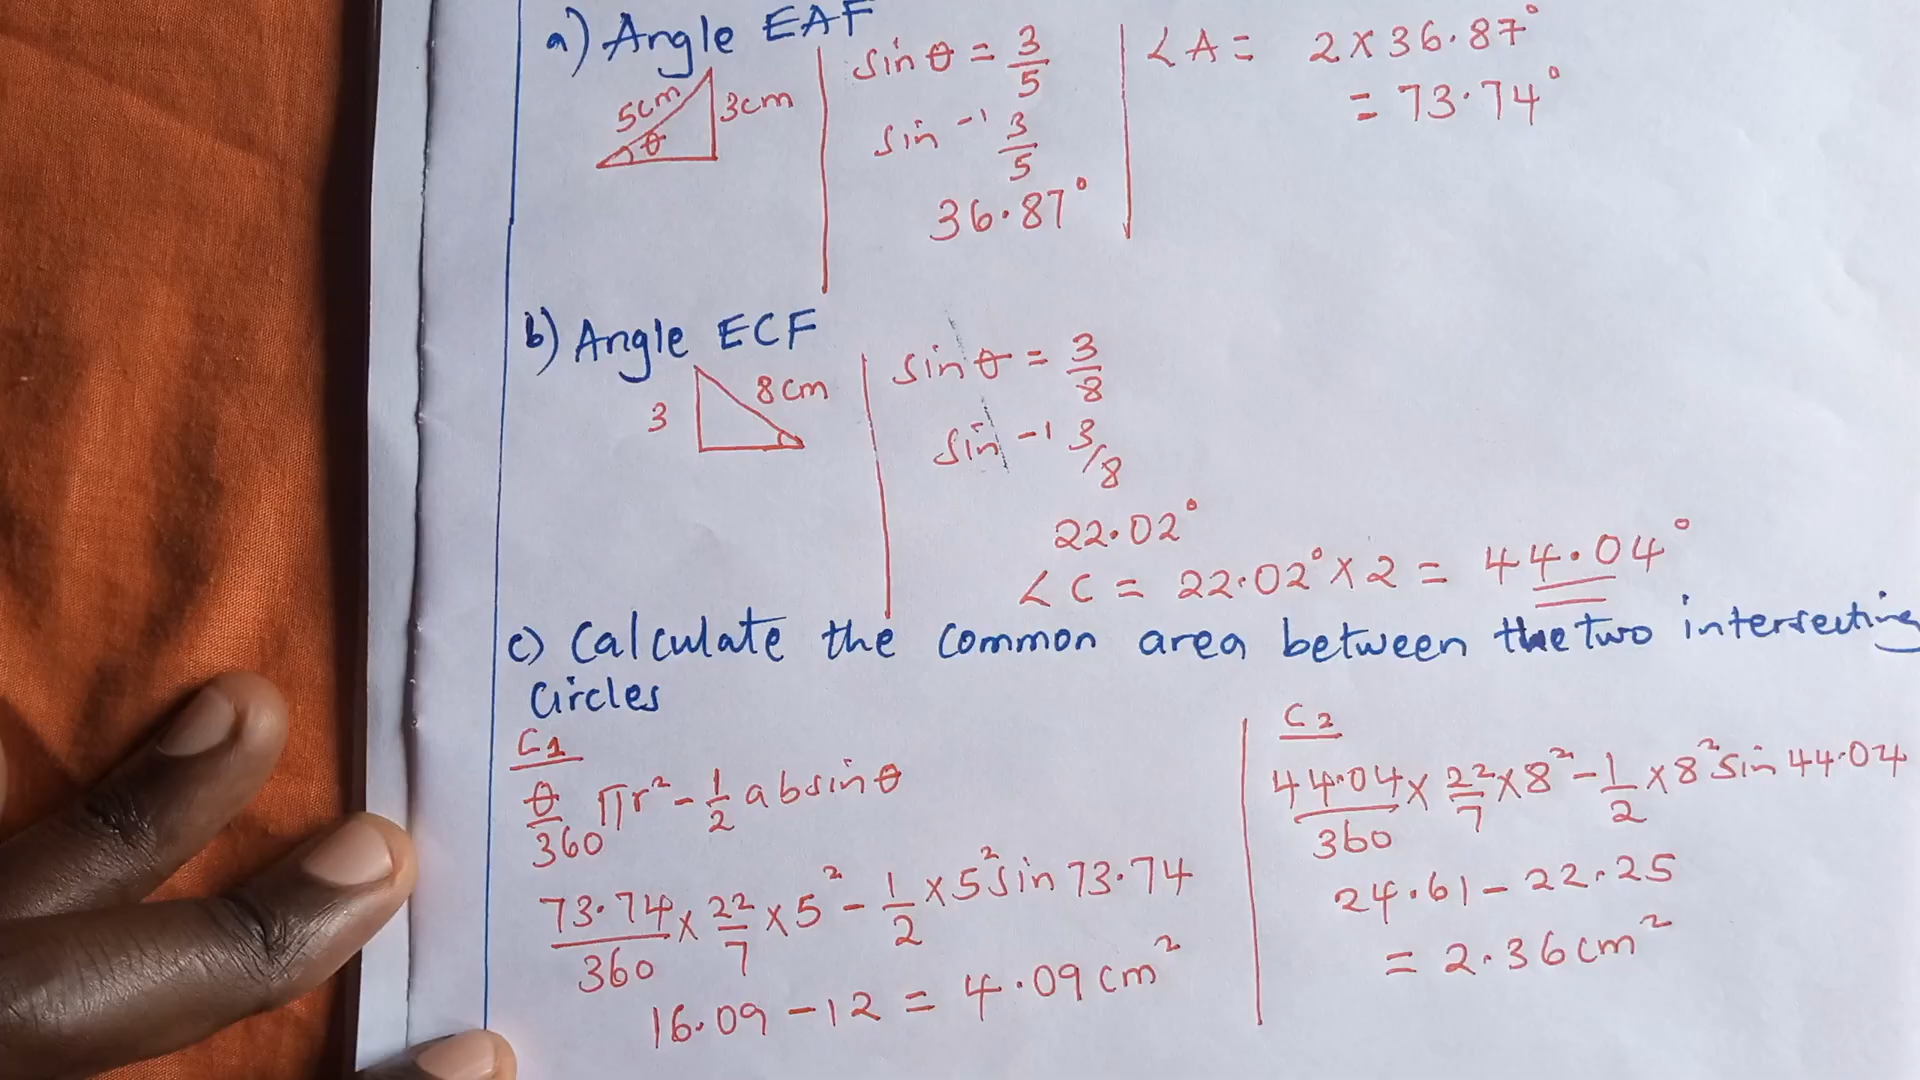 a) Angle EAF
5cm
3cm
θ
sin θ = 3/5
sin⁻¹ 3/5
36.87°
∠A = 2 × 36.87°
= 73.74°
b) Angle ECF
3
8cm
sin θ = 3/8
sin⁻¹ 3/8
22.02°
∠C = 22.02° × 2 = 44.04°
c) Calculate the common area between the two intersecting
circles
C1
θ/360 πr² - 1/2 ab sin θ
73.74/360 × 22/7 × 5² - 1/2 × 5² sin 73.74
16.09 - 12 = 4.09 cm²
C2
44.04/360 × 22/7 × 8² - 1/2 × 8² sin 44.04
24.61 - 22.25
= 2.36 cm²